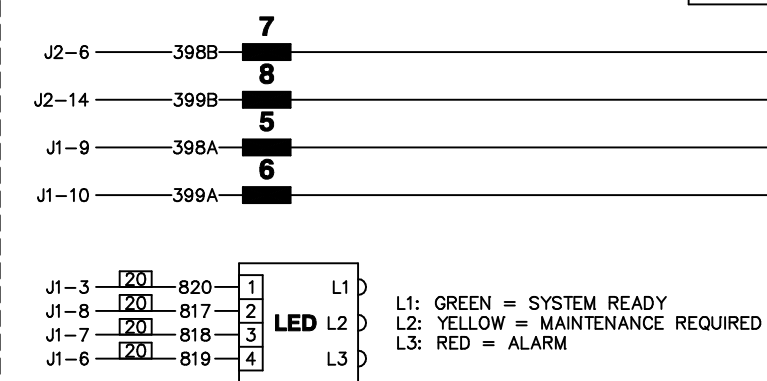 7
J2-6 398B
8
J2-14 399B
5
J1-9 398A
6
J1-10 399A
J1-3 20 820 1 L1
J1-8 20 817 2
J1-7 20 818 3 LED L2
J1-6 20 819 4 L3
L1: GREEN = SYSTEM READY
L2: YELLOW = MAINTENANCE REQUIRED
L3: RED = ALARM